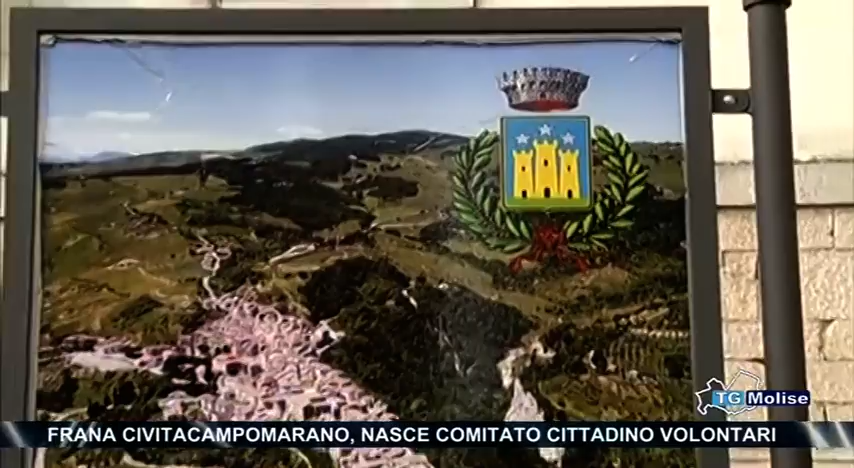 TG Molise
FRANA CIVITACAMPOMARANO, NASCE COMITATO CITTADINO VOLONTARI